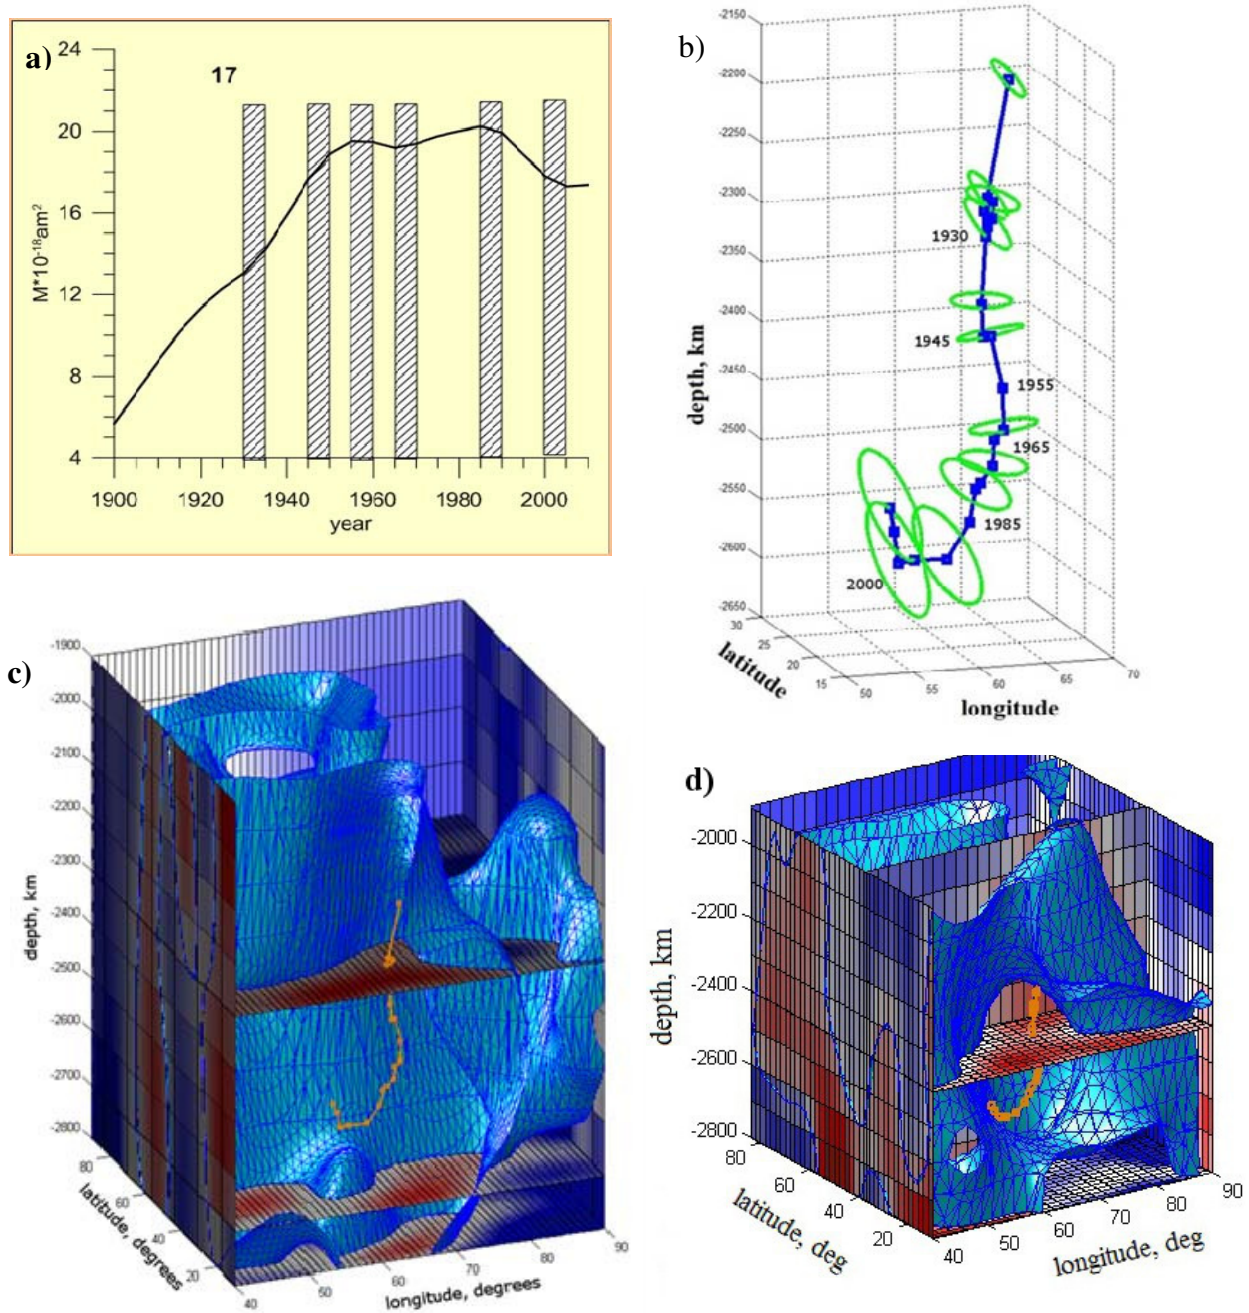 a)
17
24
20
16
12
8
4
M*10⁻¹⁸am²
1900 1920 1940 1960 1980 2000
year
b)
-2150
-2200
-2250
-2300
-2350
-2400
-2450
-2500
-2550
-2600
-2650
depth, km
1930
1945
1955
1965
1985
2000
30
25
20
15
latitude
50 55 60 65 70
longitude
c)
-1900
-2000
-2100
-2200
-2300
-2400
-2500
-2600
-2700
-2800
depth, km
80
60
40
20
latitude, degrees
40 50 60 70 80 90
longitude, degrees
d)
-2000
-2200
-2400
-2600
-2800
depth, km
80
60
40
20
latitude, deg
40 50 60 70 80 90
longitude, deg